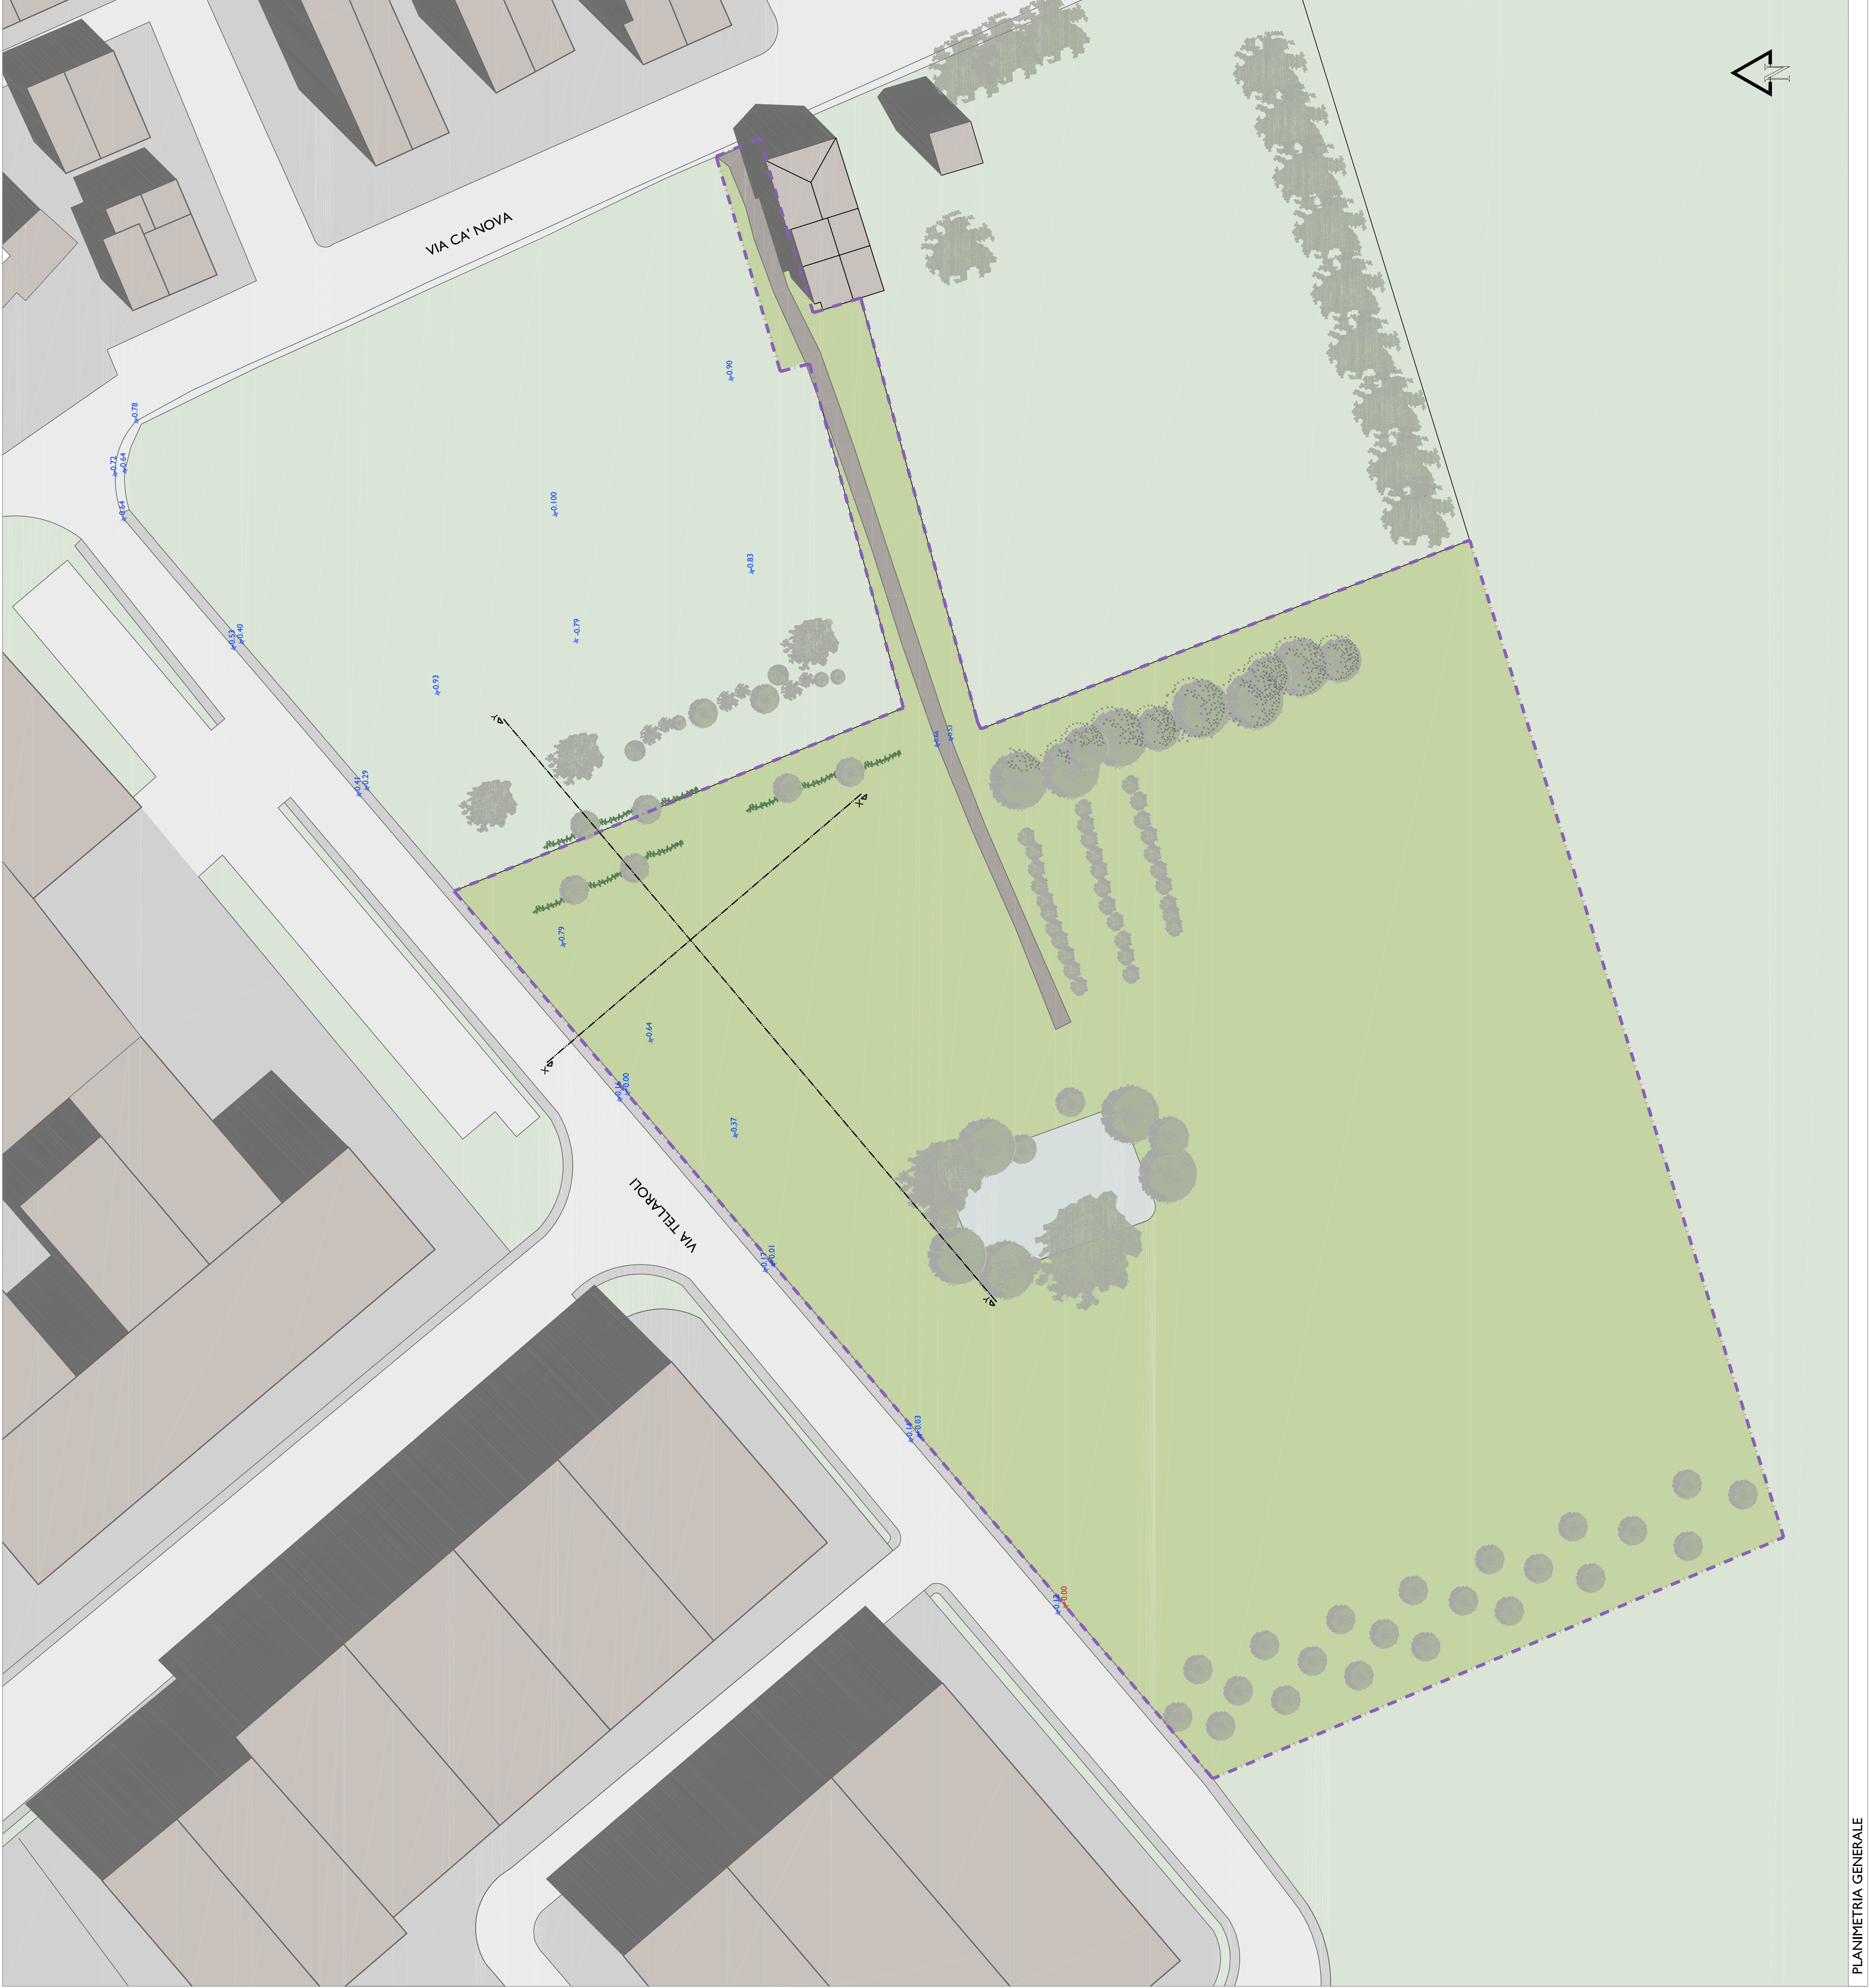 N
VIA CA' NOVA
-0.90
-0.78
-0.72
-0.64
-0.64
-0.100
-0.83
-0.53
-0.40
-0.79
-0.93
Y
-0.41
-0.29
X
-0.79
-0.64
X
0.00
-0.37
VIA TELLAROLI
+0.01
Y
0.03
0.00
PLANIMETRIA GENERALE